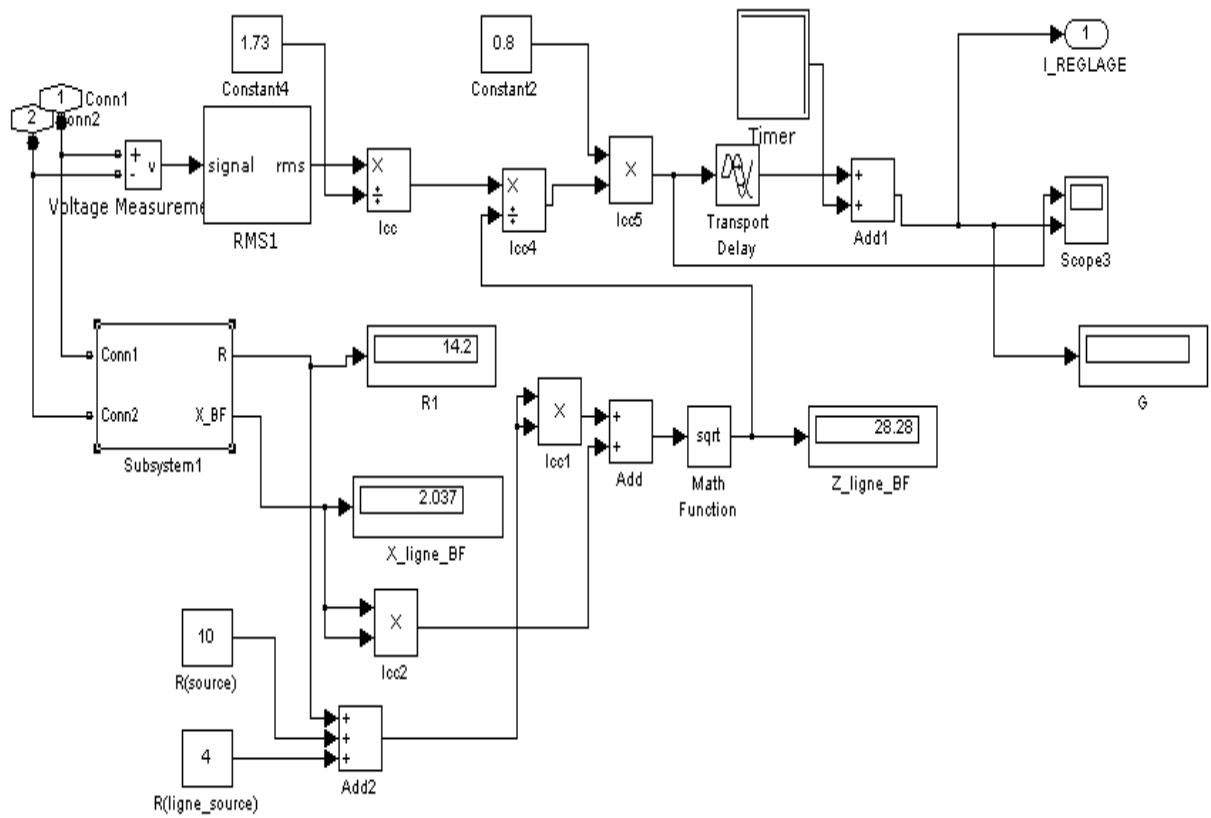 1.73
Constant4
0.8
Constant2
Timer
1
I_REGLAGE
1
Conn1
2
onn2
+
-
v
Voltage Measureme
signal
rms
RMS1
X
÷
Icc
X
÷
Icc4
X
Icc5
Transport
Delay
+
+
Add1
Scope3
Conn1
R
Conn2
X_BF
Subsystem1
14.2
R1
X
Icc1
+
+
Add
sqrt
Math
Function
28.28
Z_ligne_BF
G
2.037
X_ligne_BF
X
Icc2
10
R(source)
4
R(ligne_source)
+
+
+
Add2